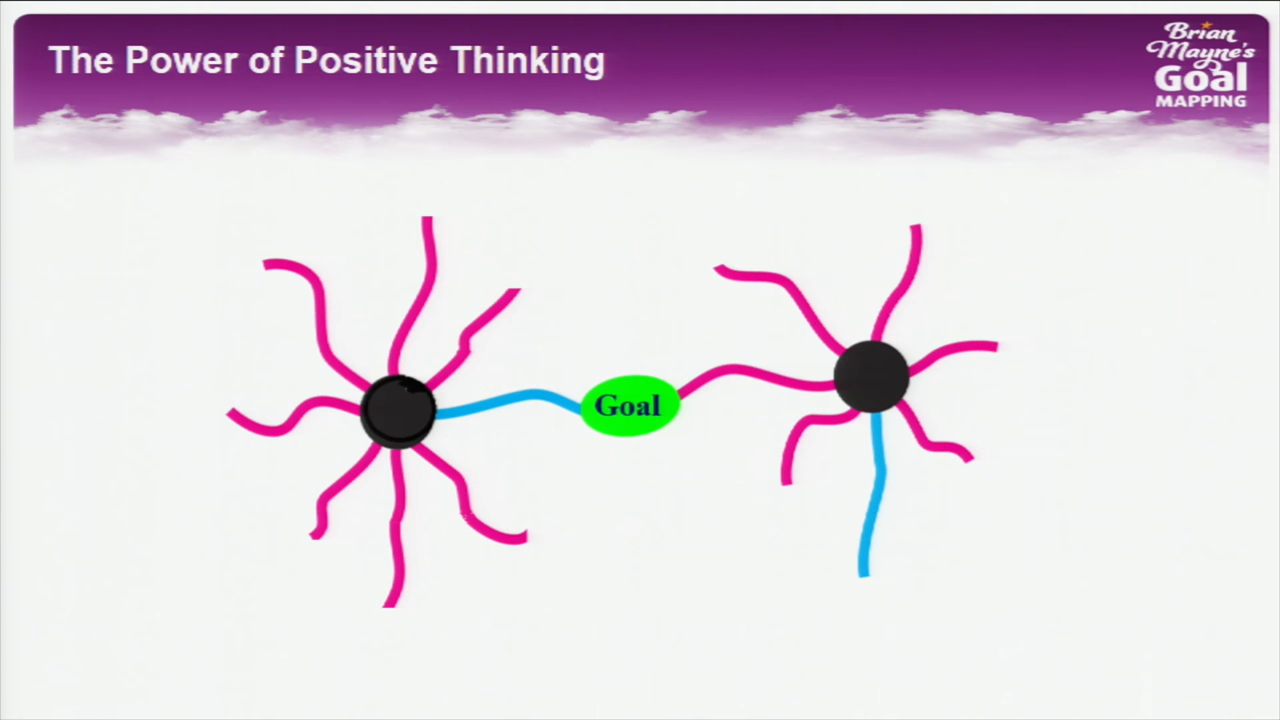 The Power of Positive Thinking
Brian
Mayne's
Goal
MAPPING
Goal